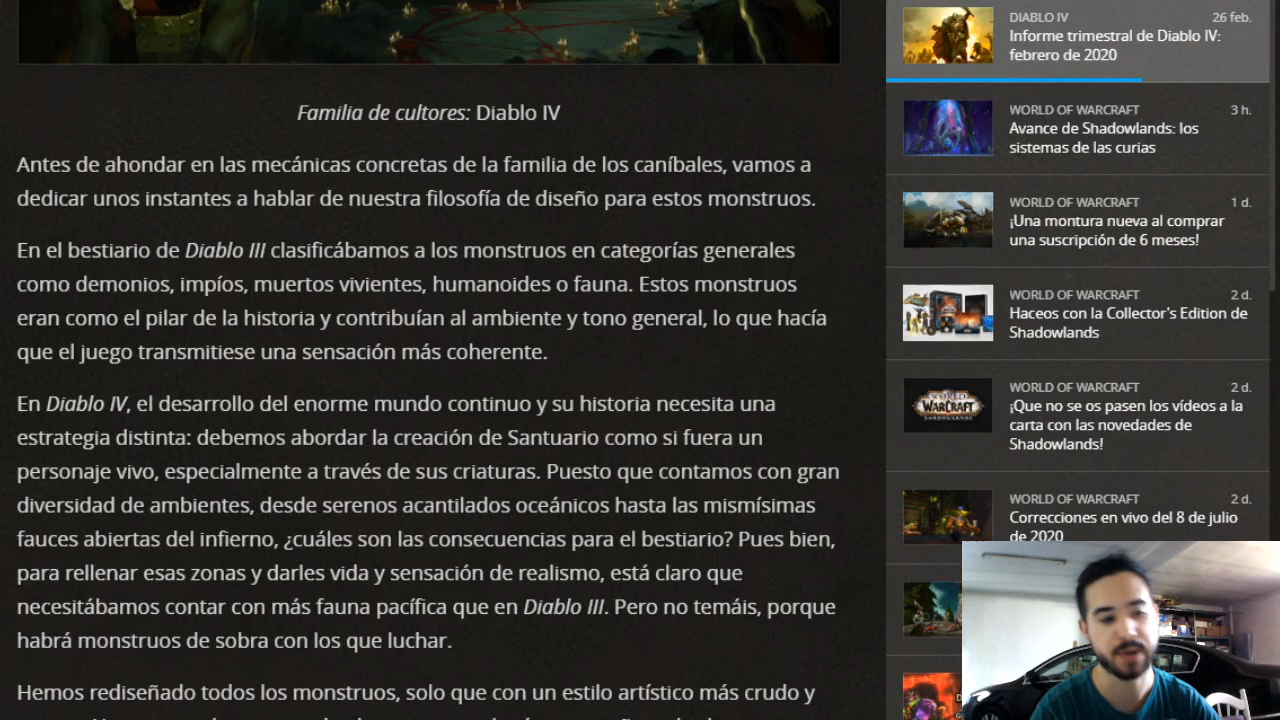 Familia de cultores: Diablo IV
Antes de ahondar en las mecánicas concretas de la familia de los caníbales, vamos a
dedicar unos instantes a hablar de nuestra filosofía de diseño para estos monstruos.
En el bestiario de Diablo III clasificábamos a los monstruos en categorías generales
como demonios, impíos, muertos vivientes, humanoides o fauna. Estos monstruos
eran como el pilar de la historia y contribuían al ambiente y tono general, lo que hacía
que el juego transmitiese una sensación más coherente.
En Diablo IV, el desarrollo del enorme mundo continuo y su historia necesita una
estrategia distinta: debemos abordar la creación de Santuario como si fuera un
personaje vivo, especialmente a través de sus criaturas. Puesto que contamos con gran
diversidad de ambientes, desde serenos acantilados oceánicos hasta las mismísimas
fauces abiertas del infierno, ¿cuáles son las consecuencias para el bestiario? Pues bien,
para rellenar esas zonas y darles vida y sensación de realismo, está claro que
necesitábamos contar con más fauna pacífica que en Diablo III. Pero no temáis, porque
habrá monstruos de sobra con los que luchar.
Hemos rediseñado todos los monstruos, solo que con un estilo artístico más crudo y
DIABLO IV 26 feb.
Informe trimestral de Diablo IV:
febrero de 2020
WORLD OF WARCRAFT 3 h.
Avance de Shadowlands: los
sistemas de las curias
WORLD OF WARCRAFT 1 d.
¡Una montura nueva al comprar
una suscripción de 6 meses!
WORLD OF WARCRAFT 2 d.
Haceos con la Collector's Edition de
Shadowlands
WORLD OF WARCRAFT
WORLD OF WARCRAFT 2 d.
¡Que no se os pasen los vídeos a la
carta con las novedades de
Shadowlands!
WORLD OF WARCRAFT 2 d.
Correcciones en vivo del 8 de julio
de 2020